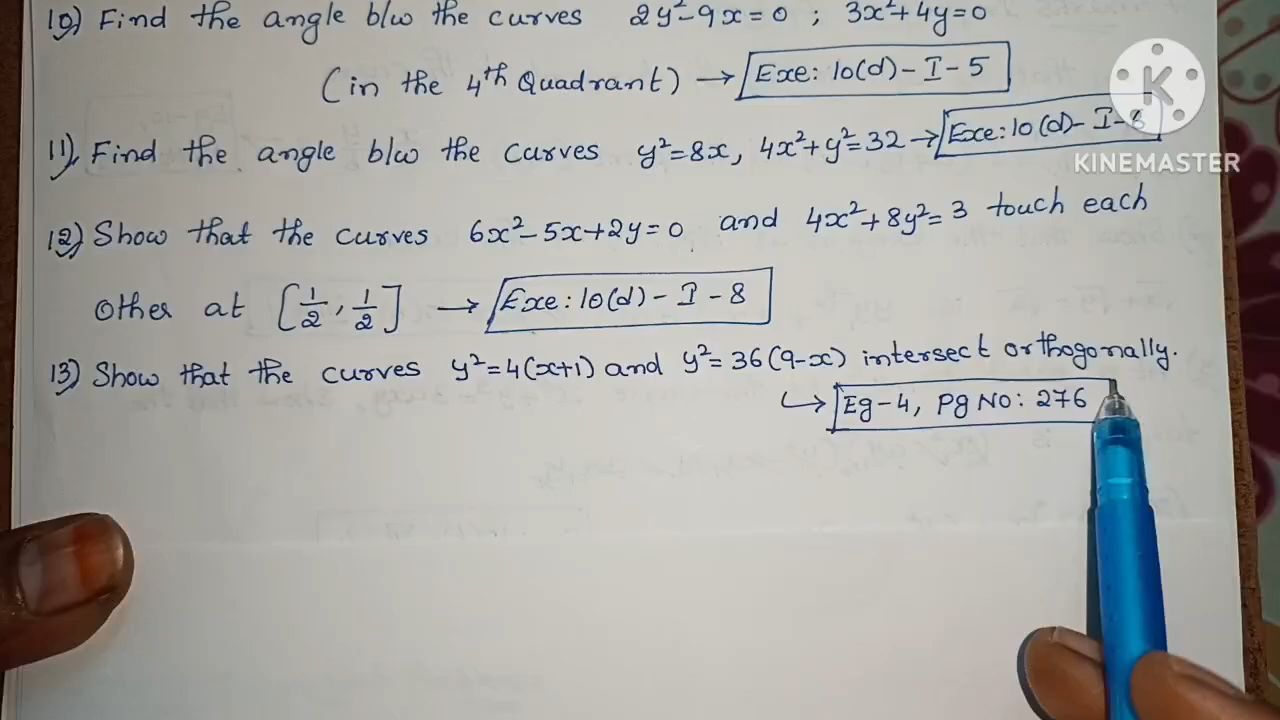 10) Find the angle b/w the curves 2y²-9x=0 ; 3x²+4y=0
(in the 4th Quadrant) → Exe: 10(d)-I-5
11) Find the angle b/w the curves y²=8x, 4x²+y²=32 → Exe: 10(d)-I-
KINEMASTER
12) Show that the curves 6x²-5x+2y=0 and 4x²+8y²=3 touch each
Other at [1/2, 1/2] → Exe: 10(d)-I-8
13) Show that the curves y²=4(x+1) and y²=36(9-x) intersect orthogonally.
↳ Eg-4, Pg NO: 276